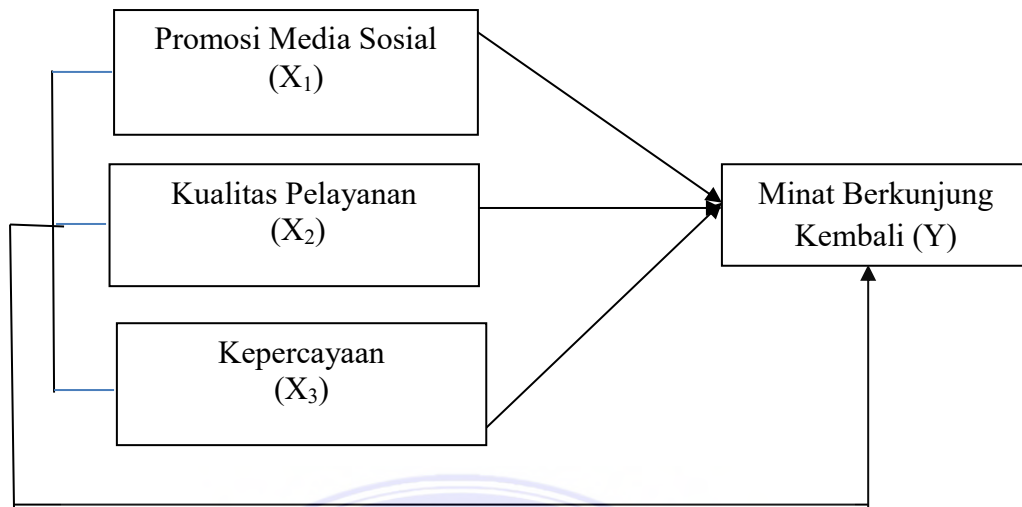 Promosi Media Sosial
(X₁)
Kualitas Pelayanan
(X₂)
Kepercayaan
(X₃)
Minat Berkunjung
Kembali (Y)